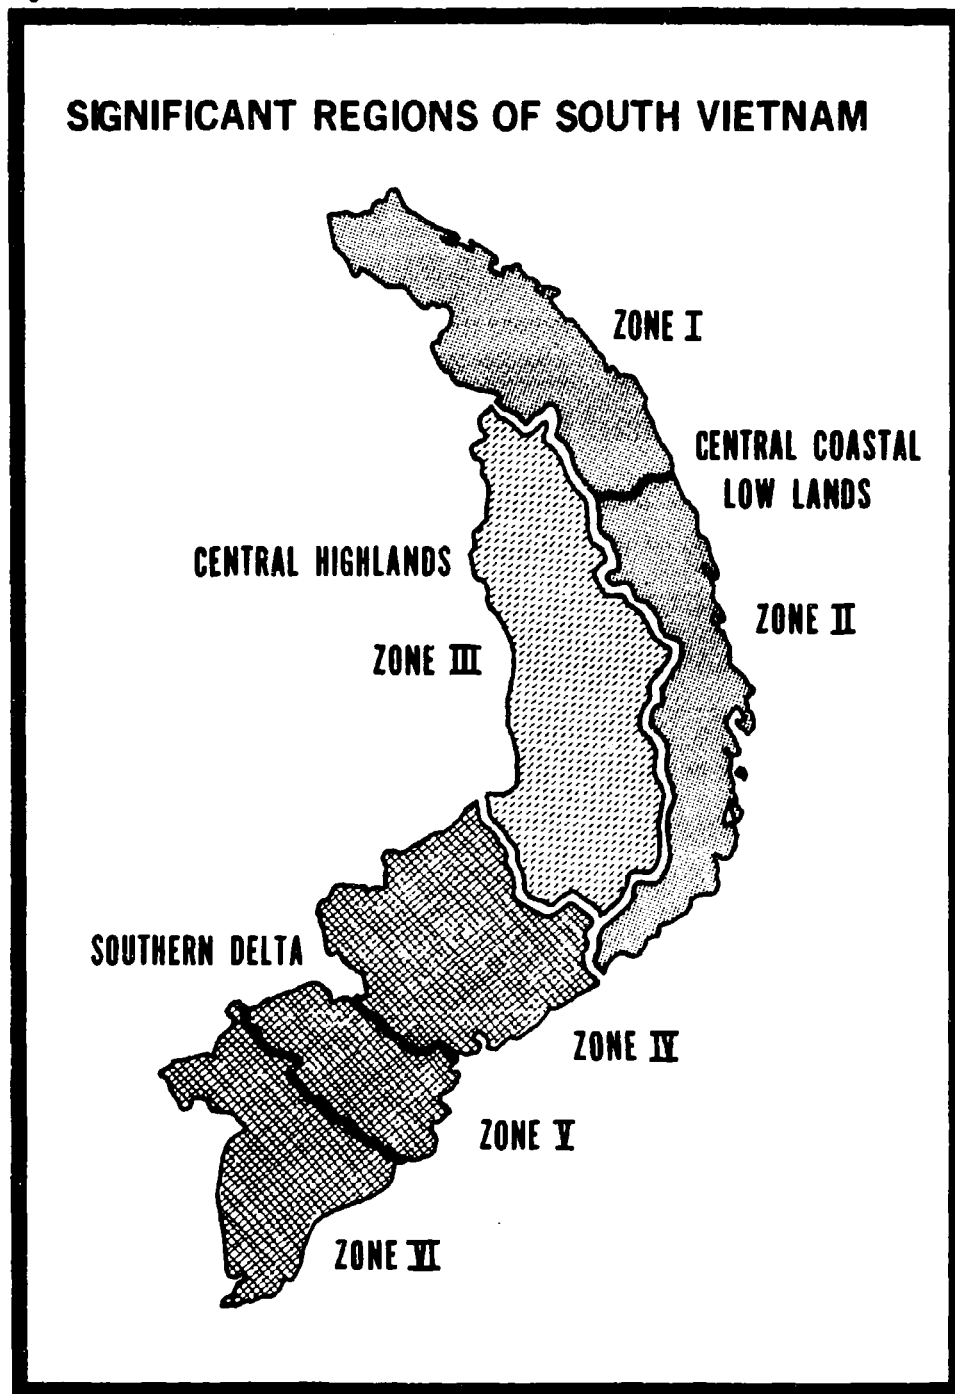 SIGNIFICANT REGIONS OF SOUTH VIETNAM
ZONE I
CENTRAL COASTAL
LOW LANDS
CENTRAL HIGHLANDS
ZONE II
ZONE III
SOUTHERN DELTA
ZONE IV
ZONE V
ZONE VI